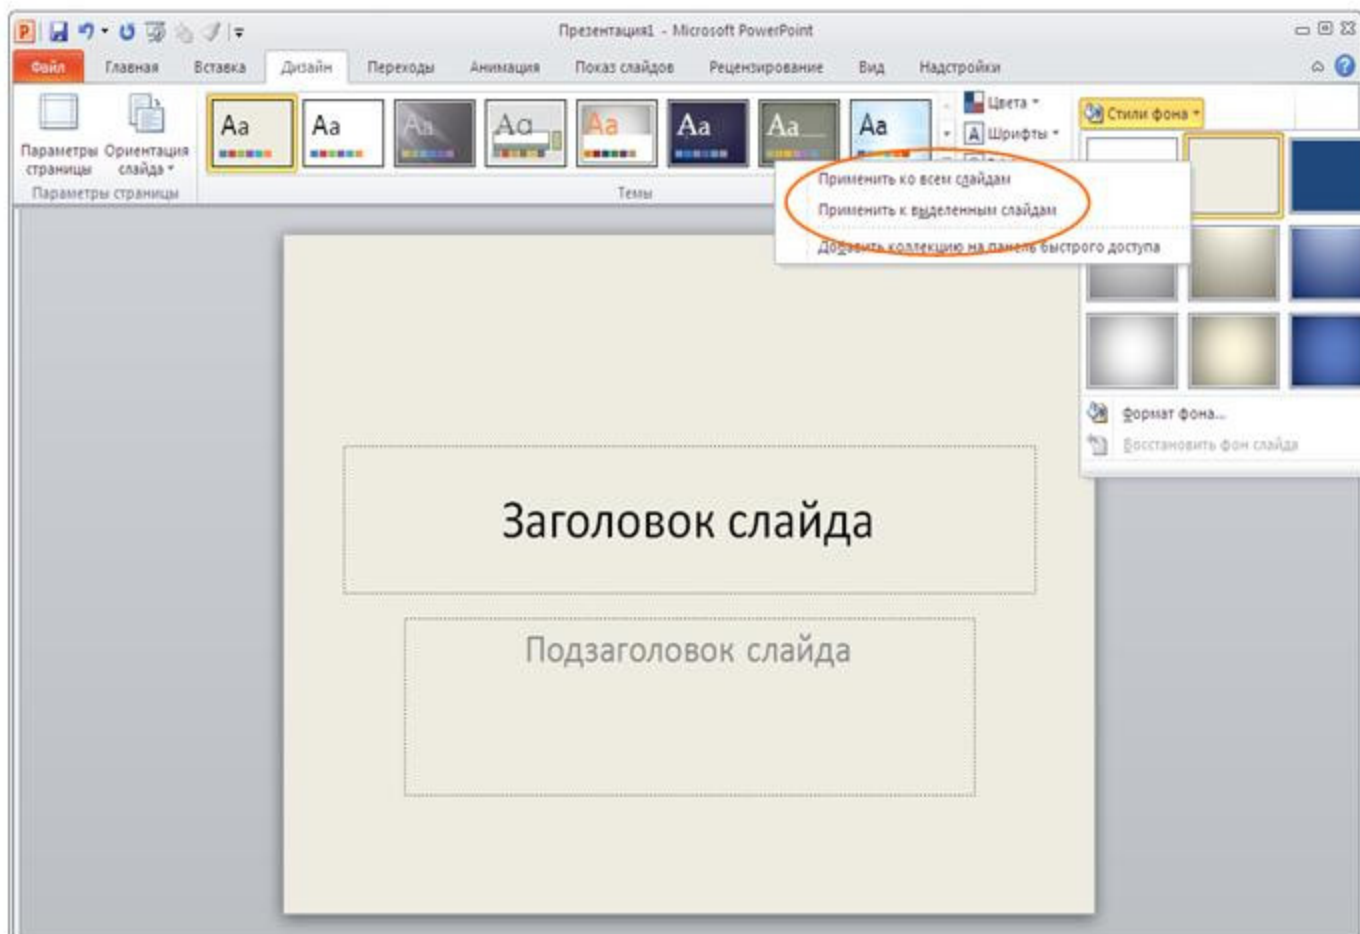 Презентация1 - Microsoft PowerPoint
Файл Главная Вставка Дизайн Переходы Анимация Показ слайдов Рецензирование Вид Надстройки
Aa Aa Aa Aa Aa Aa Aa Aa
Цвета
Шрифты
Стили фона
Параметры страницы
Ориентация слайда
Параметры страницы
Темы
Применить ко всем слайдам
Применить к выделенным слайдам
Добавить коллекцию на панель быстрого доступа
Формат фона...
Восстановить фон слайда
Заголовок слайда
Подзаголовок слайда